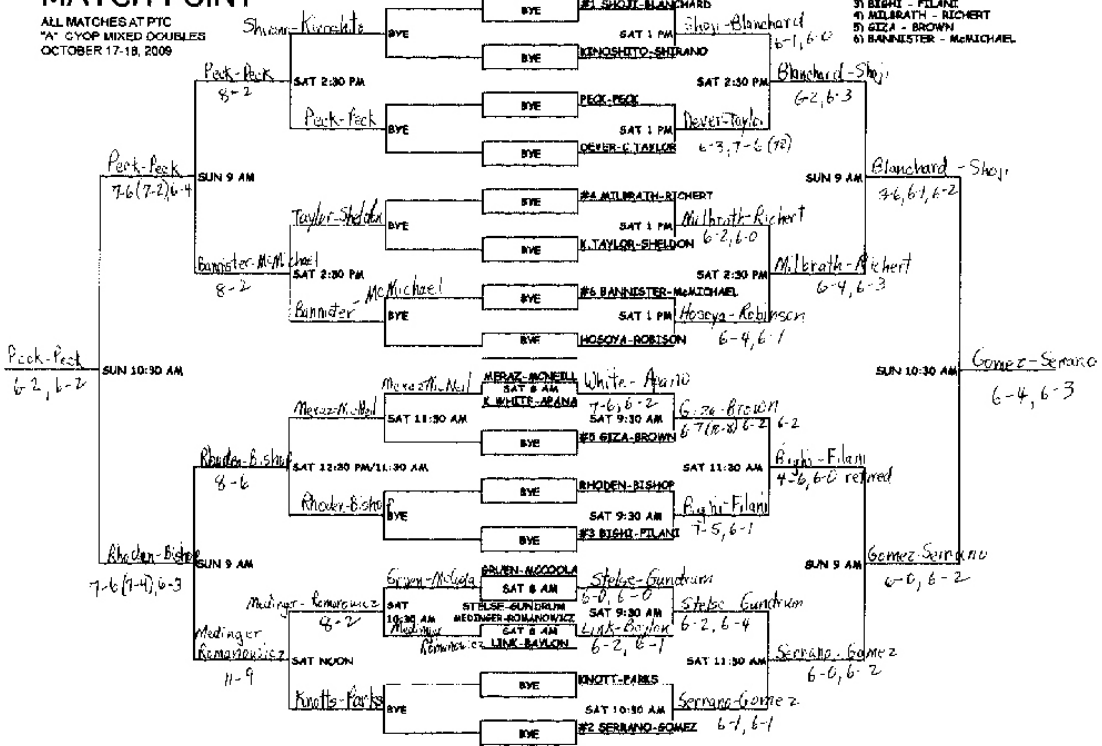 MATCH POINT
ALL MATCHES AT PTC
"A" CYOP MIXED DOUBLES
OCTOBER 17-18, 2009
3) BIGHI - FILANI
4) MILBRATH - RICHERT
5) GIZA - BROWN
6) BANNISTER - McMICHAEL
BYE
#1 SHOJI-BLANCHARD
BYE
SAT 1 PM
Shoji-Blanchard
6-1, 6-0
BYE
KINOSHITO-SHIRANO
Peck-Peck
8-2
SAT 2:30 PM
SAT 2:30 PM
Blanchard-Shoji
6-2, 6-3
BYE
PECK-PECK
Peck-Peck
BYE
SAT 1 PM
Dever-Taylor
6-3, 7-6
BYE
DEVER-C.TAYLOR
Peck-Peck
7-6 (7-2), 6-4
SUN 9 AM
SUN 9 AM
Blanchard-Shoji
6-1, 6-2
BYE
#4 MILBRATH-RICHERT
Taylor-Sheldon
BYE
SAT 1 PM
Milbrath-Richert
6-2, 6-0
BYE
K.TAYLOR-SHELDON
Bannister-McMichael
8-2
SAT 2:30 PM
SAT 2:30 PM
Milbrath-Richert
6-4, 6-3
BYE
#6 BANNISTER-McMICHAEL
Bannister-McMichael
BYE
SAT 1 PM
Hosoya-Robinson
6-4, 6-1
BYE
HOSOYA-ROBISON
Peck-Peck
6-2, 6-2
SUN 10:30 AM
SUN 10:30 AM
Gomez-Serrano
6-4, 6-3
MERAZ-MCNEILL
SAT 8 AM
K WHITE-APANA
White-Apano
7-6, 6-2
SAT 11:30 AM
SAT 9:30 AM
Giza-Brown
6-2 6-2
BYE
#5 GIZA-BROWN
Rhoden-Bishop
8-6
SAT 12:30 PM/11:30 AM
SAT 11:30 AM
Bighi-Filani
4-6, 6-0 retired
BYE
RHODEN-BISHOP
Rhoden-Bishop
BYE
SAT 9:30 AM
Bighi-Filani
7-5, 6-1
BYE
#3 BIGHI-FILANI
Rhoden-Bishop
7-6 (7-4), 6-3
SUN 9 AM
SUN 9 AM
Gomez-Serrano
6-0, 6-2
GRUEN-MCCOOLA
SAT 8 AM
STELSE-GUNDRUM
Stelse-Gundrum
6-0, 6-0
Medinger-Romanowicz
8-2
SAT
10:30 AM
SAT 9:30 AM
Stelse-Gundrum
6-2, 6-4
MEDINGER-ROMANOWICZ
SAT 8 AM
LINK-BAYLON
Medinger
Romanowicz
Link-Baylon
6-2, 6-1
Medinger
Romanowicz
11-9
SAT NOON
SAT 11:30 AM
Serrano-Gomez
6-0, 6-2
BYE
KNOTT-PARKS
Knotts-Parks
BYE
SAT 10:30 AM
Serrano-Gomez
6-1, 6-1
BYE
#2 SERRANO-GOMEZ